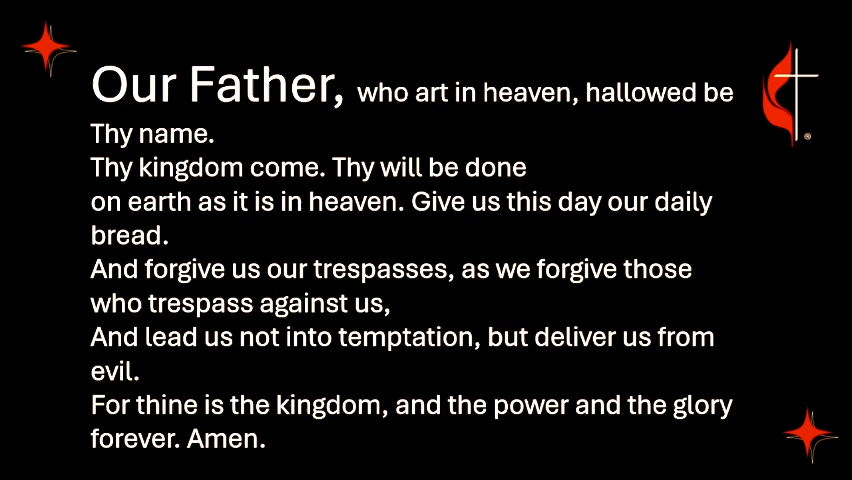 Our Father, who art in heaven, hallowed be
Thy name.
Thy kingdom come. Thy will be done
on earth as it is in heaven. Give us this day our daily
bread.
And forgive us our trespasses, as we forgive those
who trespass against us,
And lead us not into temptation, but deliver us from
evil.
For thine is the kingdom, and the power and the glory
forever. Amen.
®